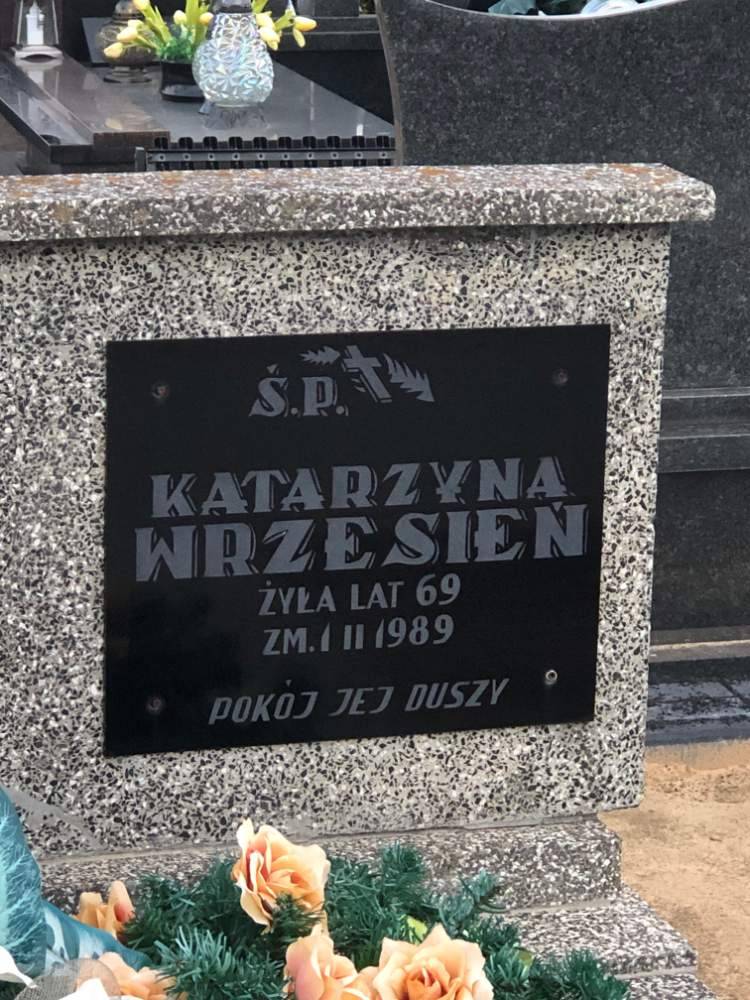 Ś.P.
KATARZYNA
WRZESIEŃ
ŻYŁA LAT 69
ZM. 1 II 1989
POKÓJ JEJ DUSZY